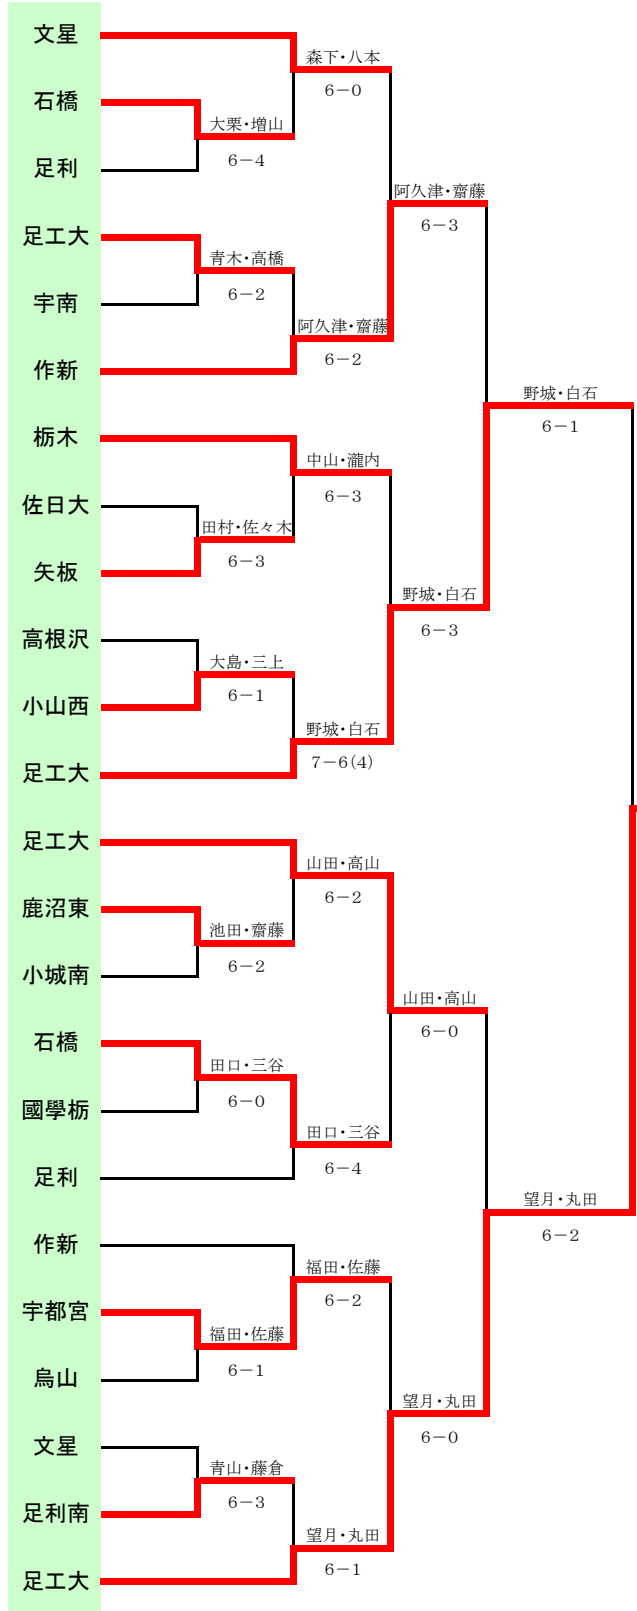 文星
森下・八本
6－0
石橋
大栗・増山
6－4
足利
阿久津・齋藤
6－3
足工大
青木・高橋
6－2
宇南
阿久津・齋藤
6－2
作新
野城・白石
6－1
栃木
中山・瀧内
6－3
佐日大
田村・佐々木
6－3
矢板
野城・白石
6－3
高根沢
大島・三上
6－1
小山西
野城・白石
7－6(4)
足工大
足工大
山田・高山
6－2
鹿沼東
池田・齋藤
6－2
小城南
山田・高山
6－0
石橋
田口・三谷
6－0
國學栃
田口・三谷
6－4
足利
望月・丸田
6－2
作新
福田・佐藤
6－2
宇都宮
福田・佐藤
6－1
烏山
望月・丸田
6－0
文星
青山・藤倉
6－3
足利南
望月・丸田
6－1
足工大